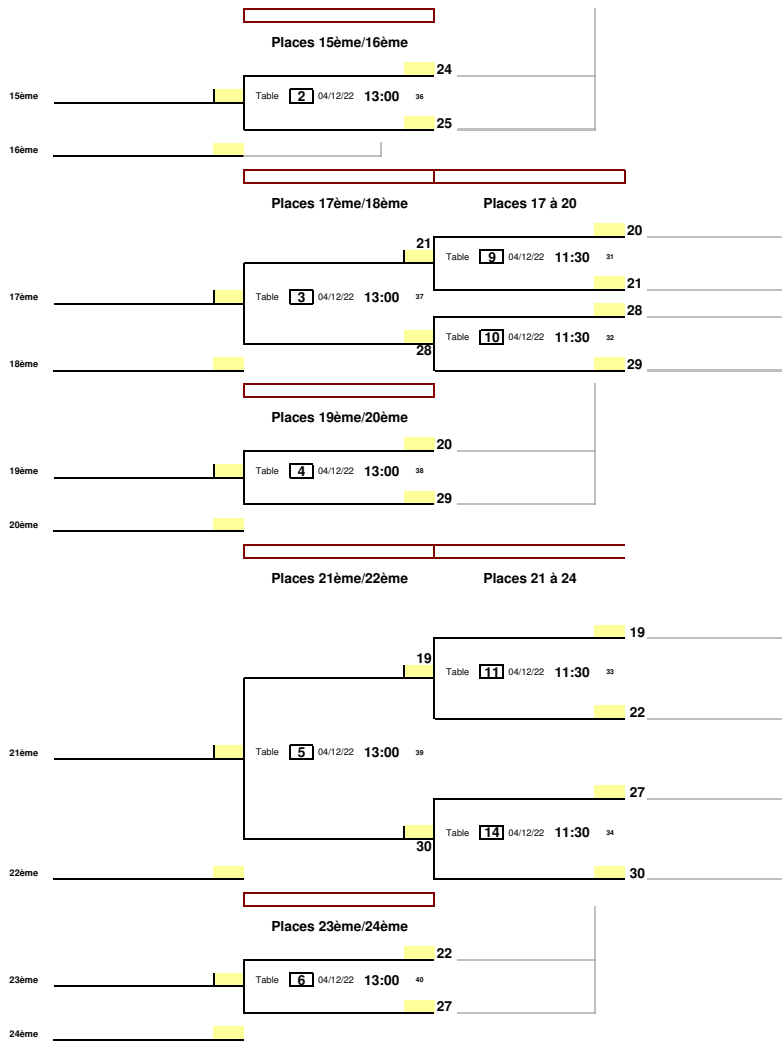 Places 15ème/16ème
24
15ème Table 2 04/12/22 13:00 36
25
16ème
Places 17ème/18ème Places 17 à 20
20
21
Table 9 04/12/22 11:30 31
21
17ème Table 3 04/12/22 13:00 37
28
Table 10 04/12/22 11:30 32
28
18ème
29
Places 19ème/20ème
20
19ème Table 4 04/12/22 13:00 38
29
20ème
Places 21ème/22ème Places 21 à 24
19
19
Table 11 04/12/22 11:30 33
22
21ème Table 5 04/12/22 13:00 39
27
Table 14 04/12/22 11:30 34
30
22ème
30
Places 23ème/24ème
22
23ème Table 6 04/12/22 13:00 40
27
24ème